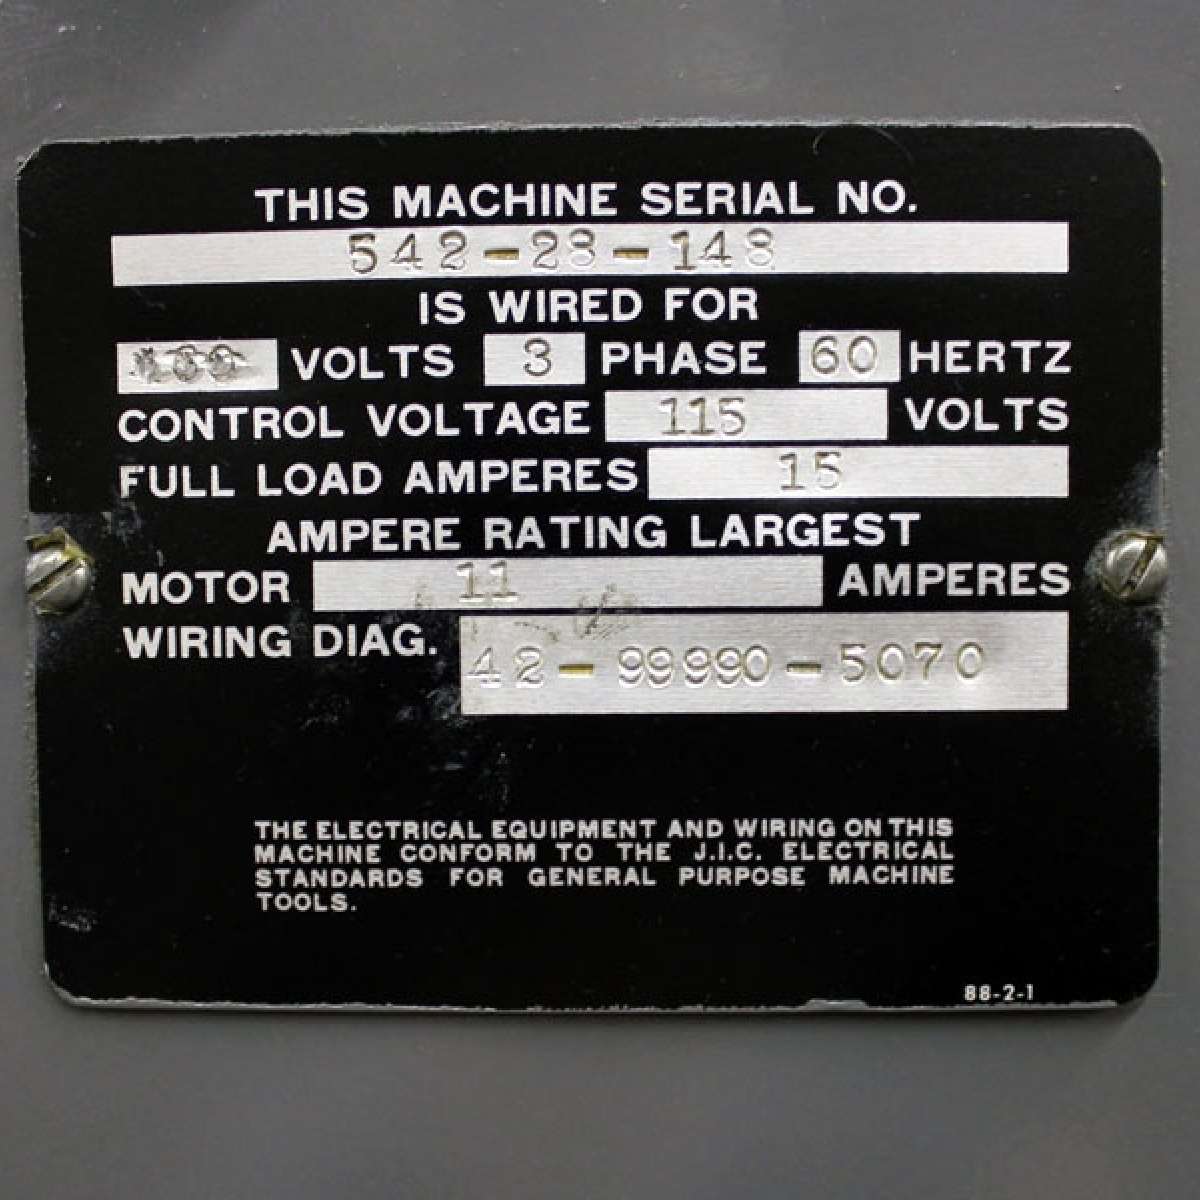 THIS MACHINE SERIAL NO.
542-28-148
IS WIRED FOR
VOLTS 3 PHASE 60 HERTZ
CONTROL VOLTAGE 115 VOLTS
FULL LOAD AMPERES 15
AMPERE RATING LARGEST
MOTOR 11 AMPERES
WIRING DIAG. 42-99990-5070
THE ELECTRICAL EQUIPMENT AND WIRING ON THIS
MACHINE CONFORM TO THE J.I.C. ELECTRICAL
STANDARDS FOR GENERAL PURPOSE MACHINE
TOOLS.
88-2-1